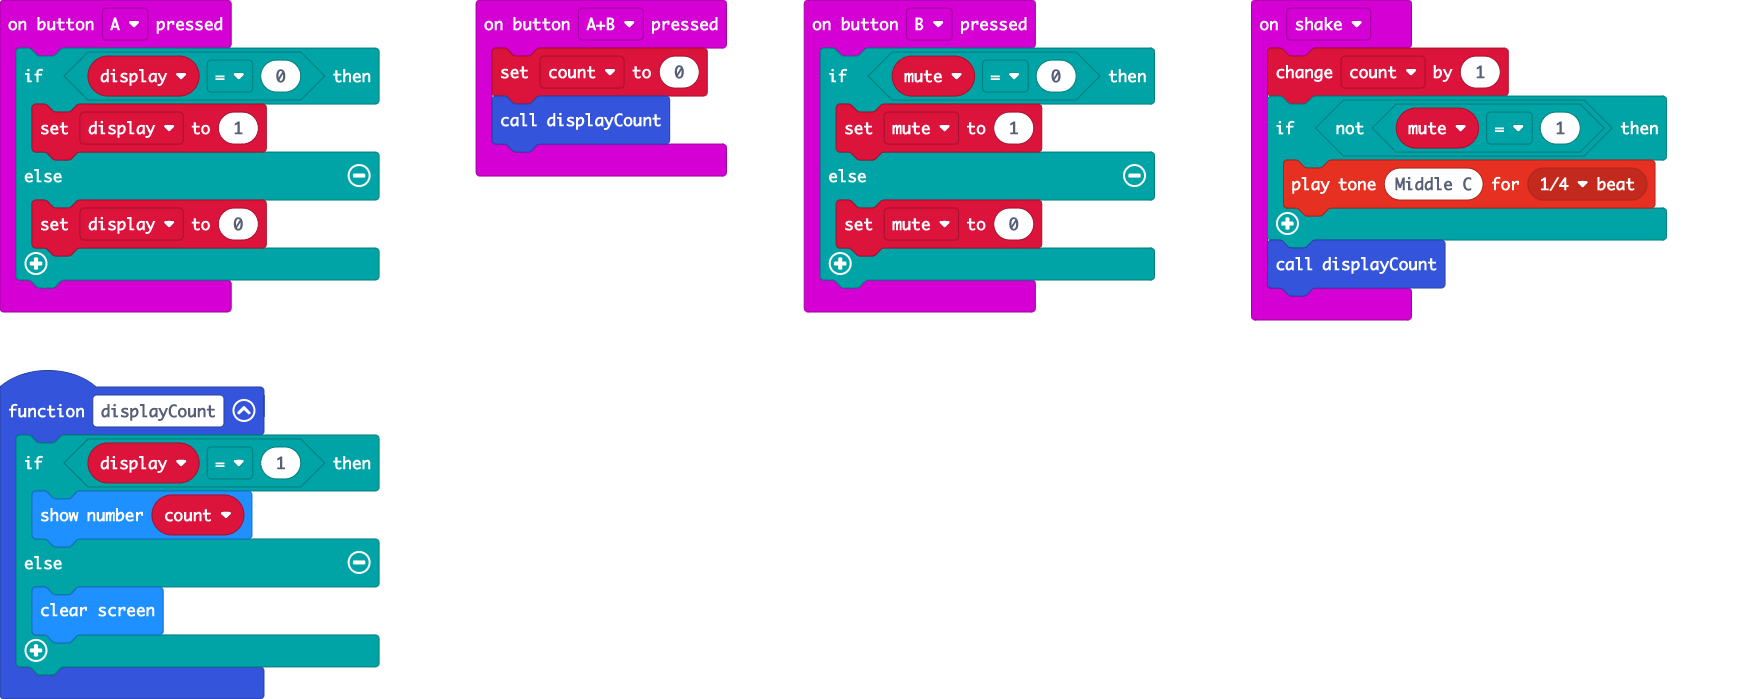 on button A pressed
if display = 0 then
set display to 1
else
set display to 0
on button A+B pressed
set count to 0
call displayCount
on button B pressed
if mute = 0 then
set mute to 1
else
set mute to 0
on shake
change count by 1
if not mute = 1 then
play tone Middle C for 1/4 beat
call displayCount
function displayCount
if display = 1 then
show number count
else
clear screen